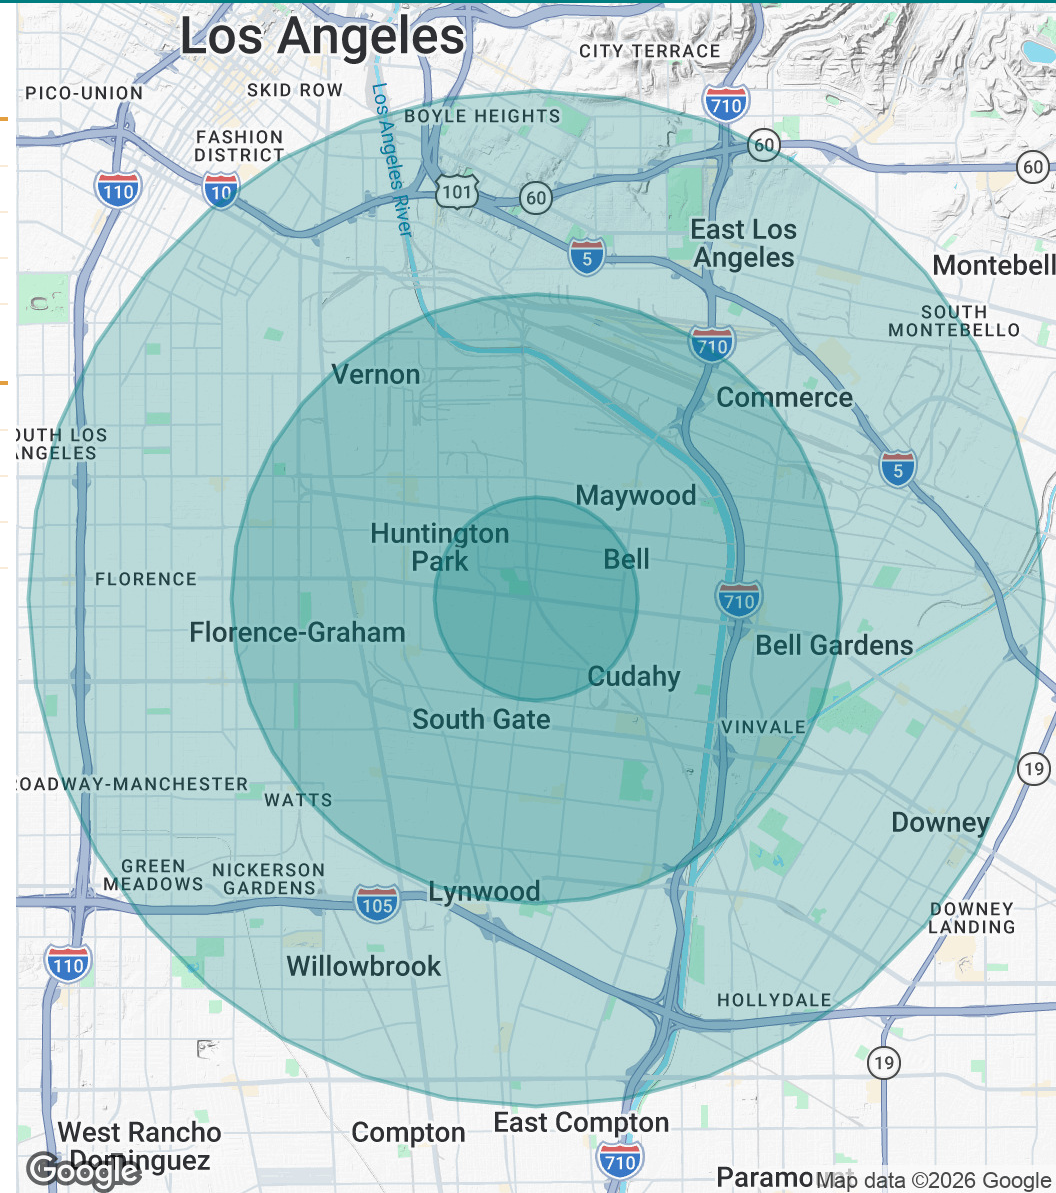 Los Angeles
CITY TERRACE
PICO-UNION
SKID ROW
710
Los Angeles River
BOYLE HEIGHTS
FASHION
DISTRICT
60
60
110
10
101
60
East Los
Angeles
5
Montebell
SOUTH
MONTEBELLO
710
Vernon
Commerce
OUTH LOS
ANGELES
5
Maywood
Huntington
Park
Bell
FLORENCE
710
Florence-Graham
Bell Gardens
Cudahy
South Gate
VINVALE
19
ROADWAY-MANCHESTER
WATTS
Downey
GREEN
MEADOWS
NICKERSON
GARDENS
Lynwood
105
DOWNEY
LANDING
110
Willowbrook
HOLLYDALE
19
East Compton
West Rancho
Dominguez
Compton
710
Google
Paramount
Map data ©2026 Google